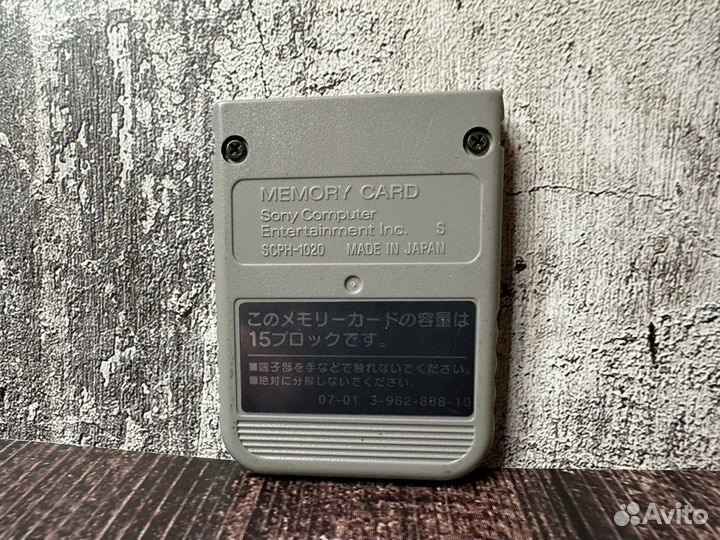 MEMORY CARD
Sony Computer
Entertainment Inc. S
SCPH-1020 MADE IN JAPAN
このメモリーカードの容量は
15ブロックです。
■端子部を手などで触れないでください。
■絶対に分解しないでください。
07-01 3-962-888-10
Avito